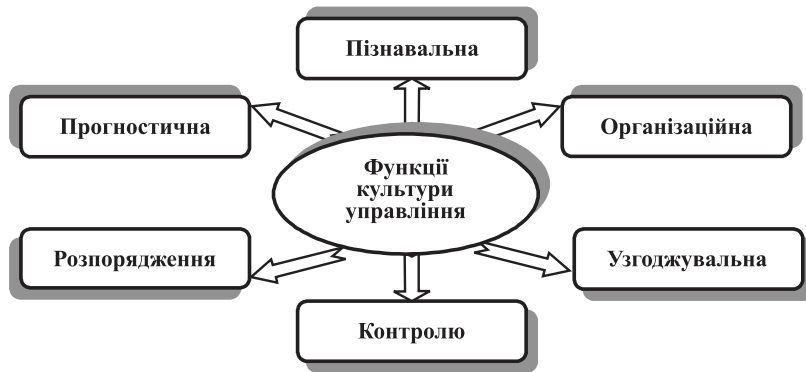 Пізнавальна
Прогностична
Організаційна
Функції
культури
управління
Розпорядження
Узгоджувальна
Контролю